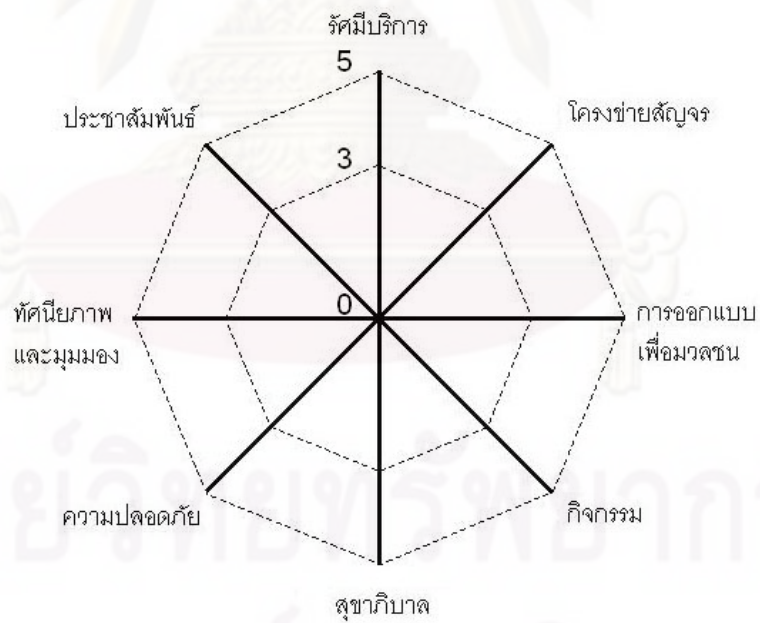 รัศมีบริการ
5
ประชาสัมพันธ์
โครงข่ายสัญจร
3
0
ทัศนียภาพ
และมุมมอง
การออกแบบ
เพื่อมวลชน
ความปลอดภัย
กิจกรรม
สุขาภิบาล